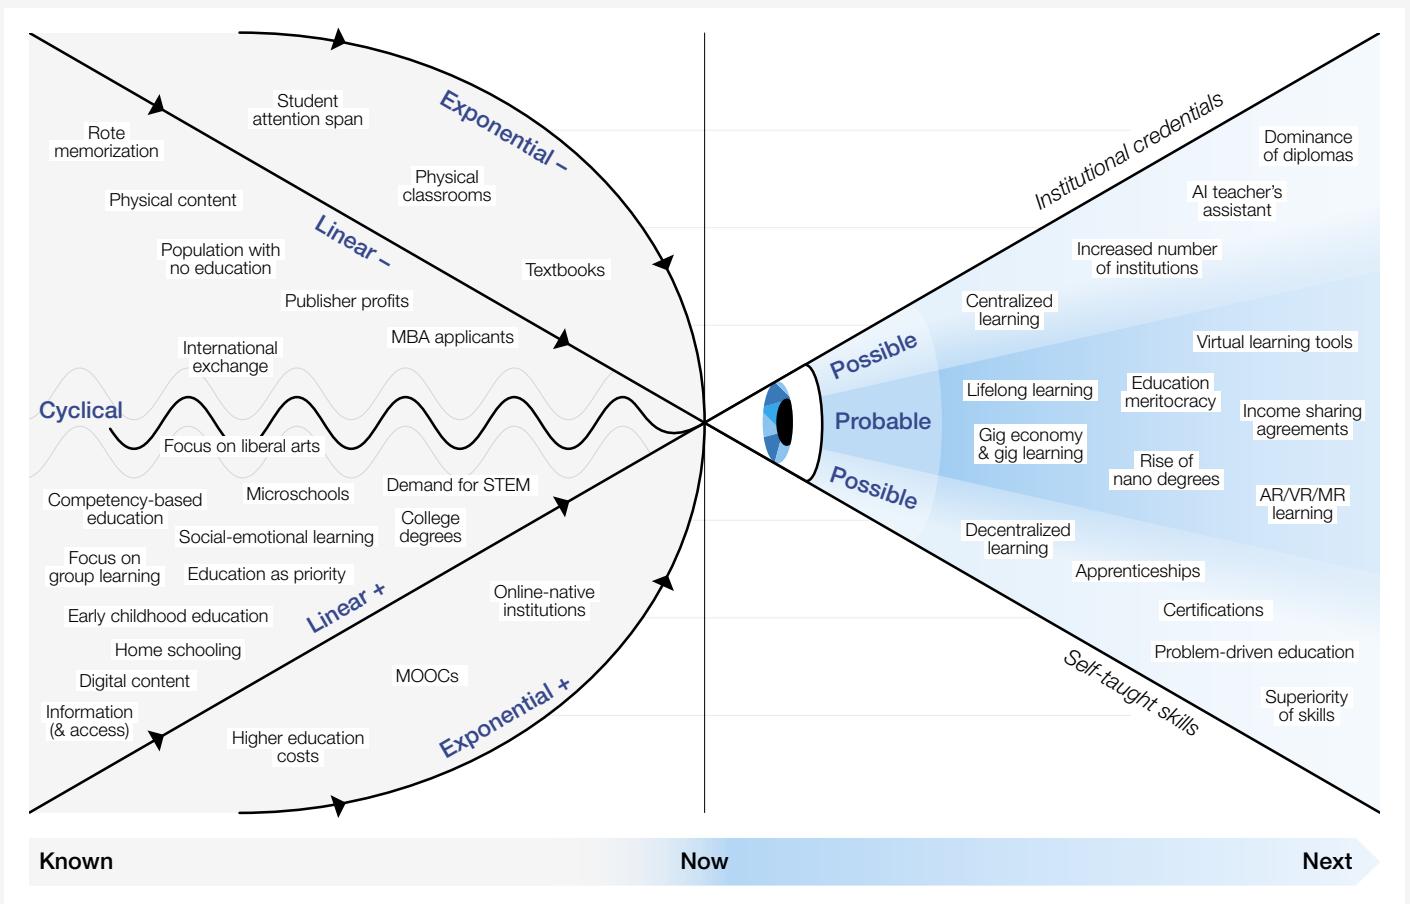 Exponential –
Student
attention span
Rote
memorization
Physical
classrooms
Physical content
Linear –
Population with
no education
Textbooks
Publisher profits
MBA applicants
International
exchange
Cyclical
Focus on liberal arts
Competency-based
education
Microschools
Demand for STEM
College
degrees
Social-emotional learning
Focus on
group learning
Education as priority
Linear +
Early childhood education
Online-native
institutions
Home schooling
Digital content
MOOCs
Information
(& access)
Higher education
costs
Exponential +
Institutional credentials
Dominance
of diplomas
AI teacher’s
assistant
Increased number
of institutions
Centralized
learning
Possible
Virtual learning tools
Lifelong learning
Education
meritocracy
Income sharing
agreements
Probable
Gig economy
& gig learning
Rise of
nano degrees
AR/VR/MR
learning
Possible
Decentralized
learning
Apprenticeships
Certifications
Problem-driven education
Superiority
of skills
Self-taught skills
Known
Now
Next